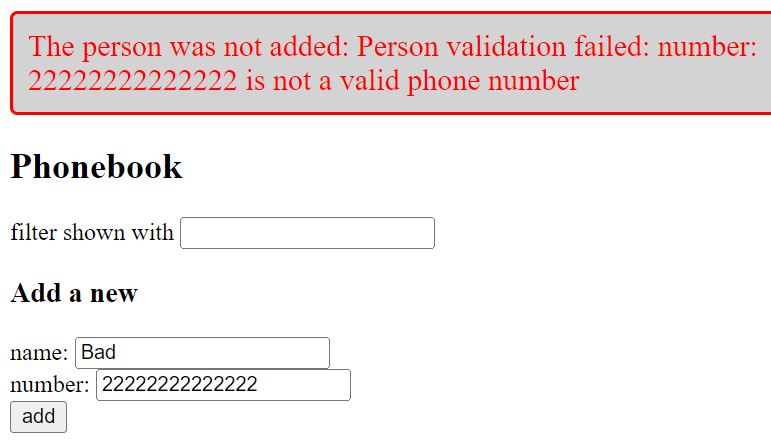 The person was not added: Person validation failed: number:
22222222222222 is not a valid phone number
Phonebook
filter shown with
Add a new
name: Bad
number: 22222222222222
add